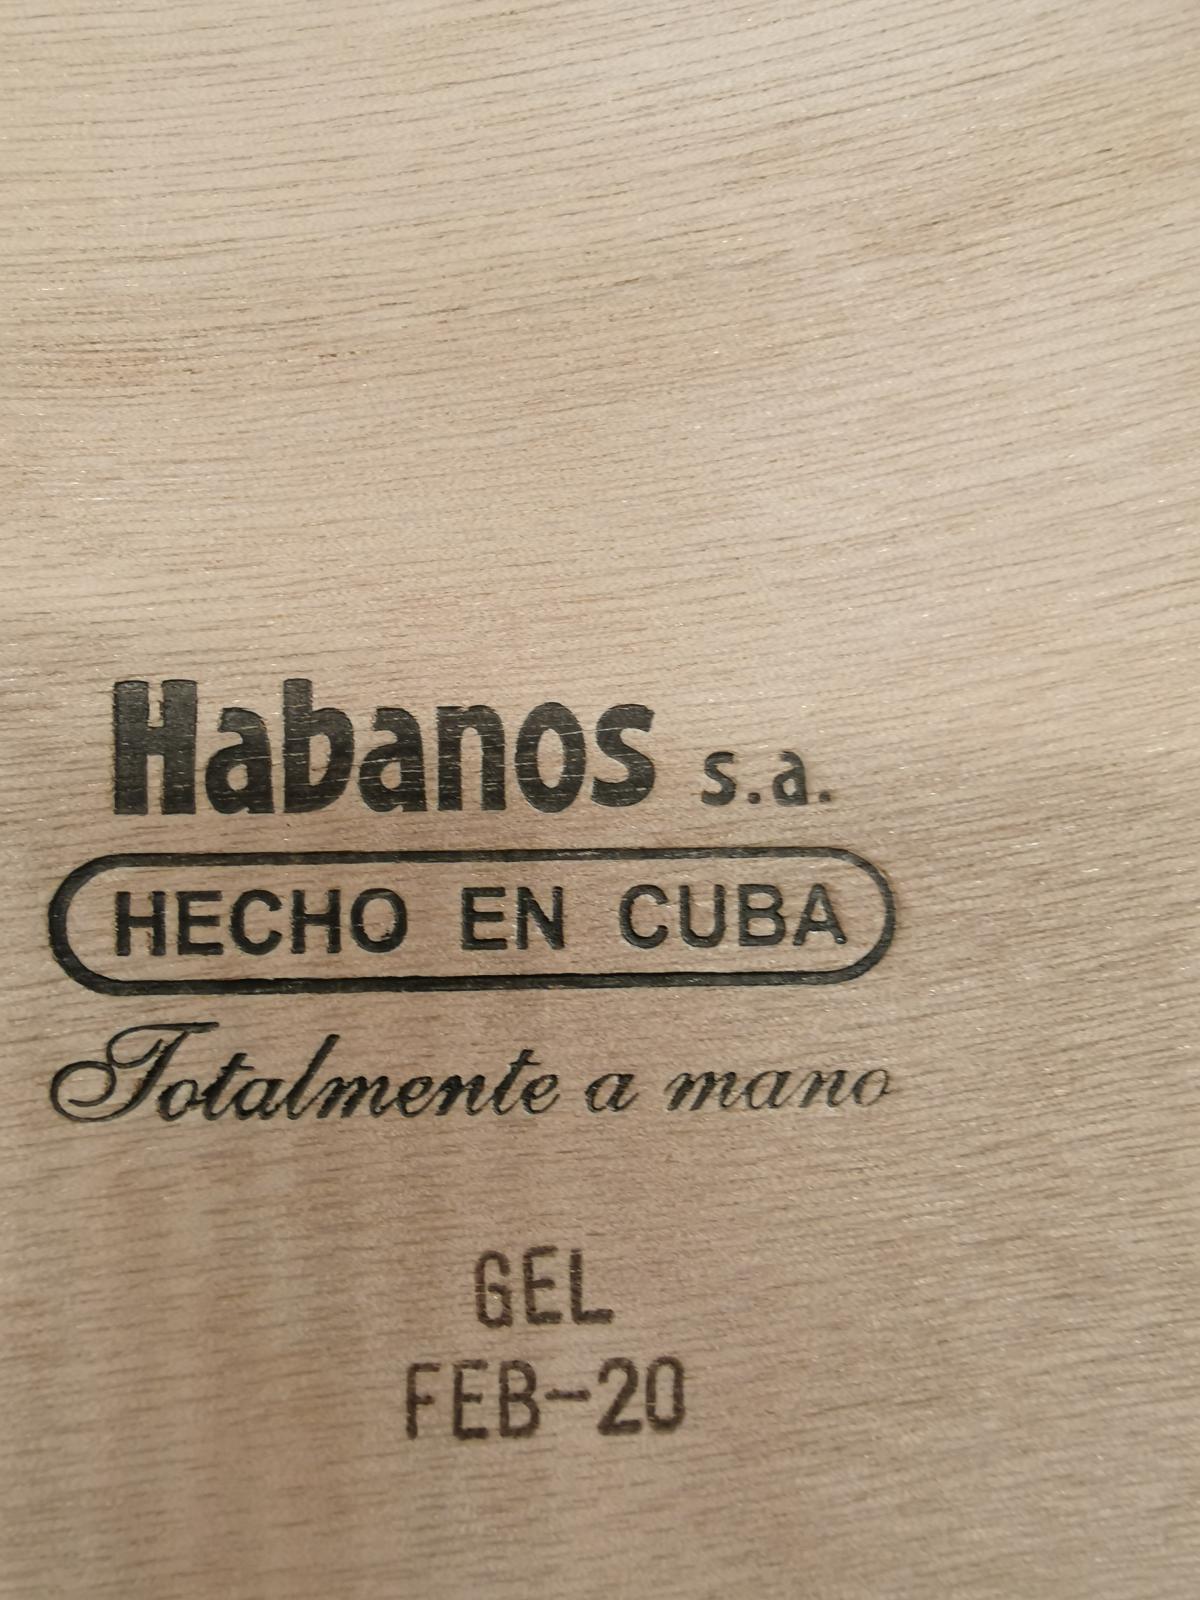 Habanos s.a.
HECHO EN CUBA
Totalmente a mano
GEL
FEB-20